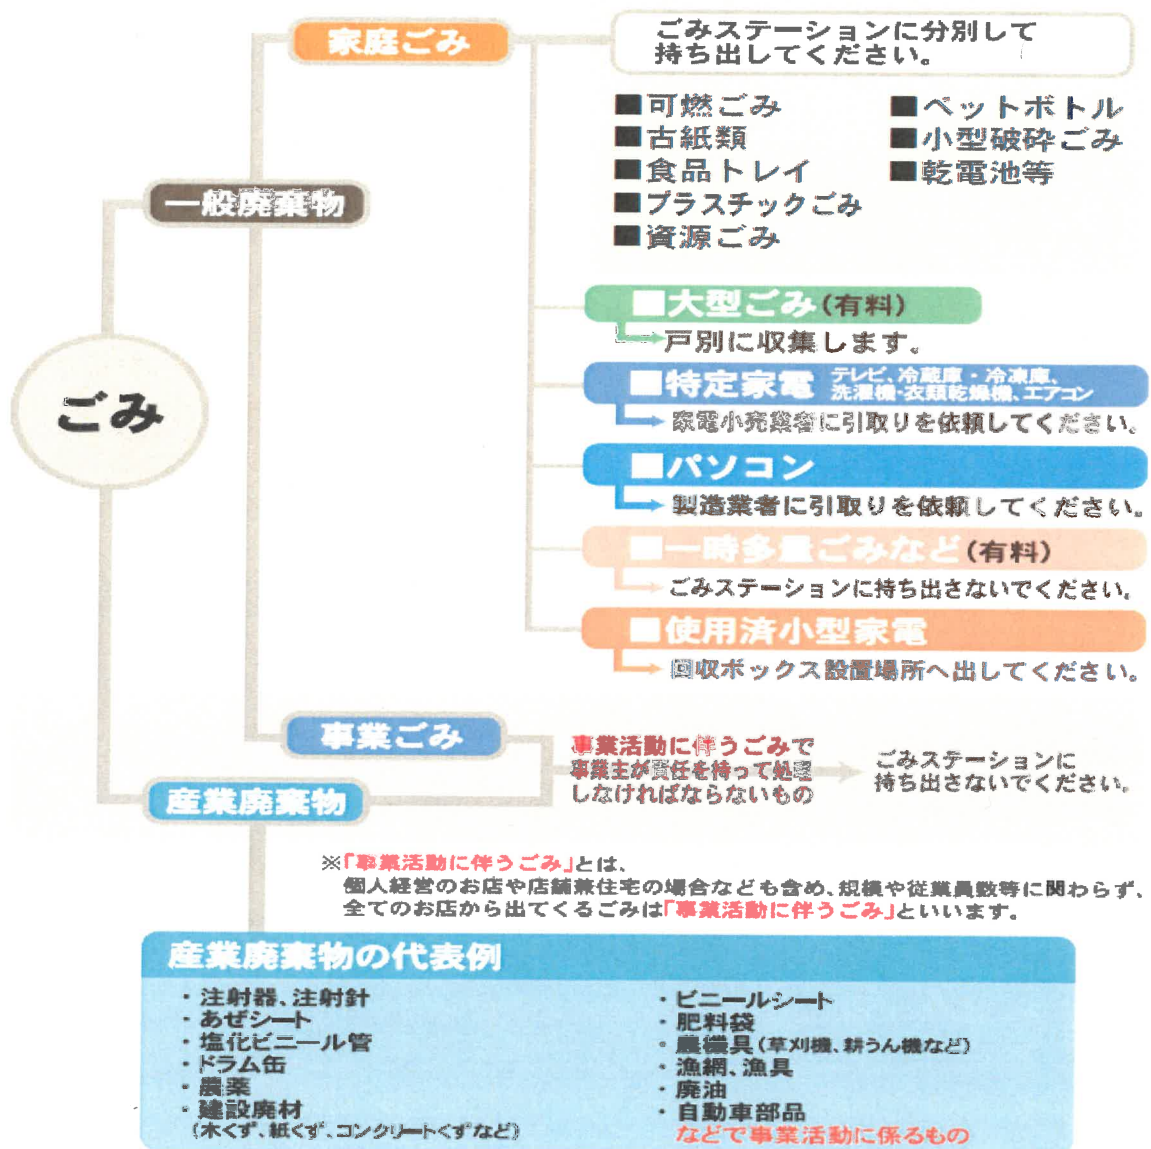 家庭ごみ
ごみステーションに分別して
持ち出してください。
■可燃ごみ
■古紙類
■食品トレイ
■プラスチックごみ
■資源ごみ
■ペットボトル
■小型破砕ごみ
■乾電池等
一般廃棄物
■大型ごみ(有料)
戸別に収集します。
■特定家電 テレビ、冷蔵庫・冷凍庫、
洗濯機・衣類乾燥機、エアコン
家電小売業者に引取りを依頼してください。
ごみ
■パソコン
製造業者に引取りを依頼してください。
■一時多量ごみなど(有料)
ごみステーションに持ち出さないでください。
■使用済小型家電
回収ボックス設置場所へ出してください。
事業ごみ
産業廃棄物
事業活動に伴うごみで
事業主が責任を持って処理
しなければならないもの
ごみステーションに
持ち出さないでください。
※「事業活動に伴うごみ」とは、
個人経営のお店や店舗兼住宅の場合なども含め、規模や従業員数等に関わらず、
全てのお店から出てくるごみは「事業活動に伴うごみ」といいます。
産業廃棄物の代表例
・注射器、注射針
・あぜシート
・塩化ビニール管
・ドラム缶
・農薬
・建設廃材
(木くず、紙くず、コンクリートくずなど)
・ビニールシート
・肥料袋
・農機具(草刈機、耕うん機など)
・漁網、漁具
・廃油
・自動車部品
などで事業活動に係るもの